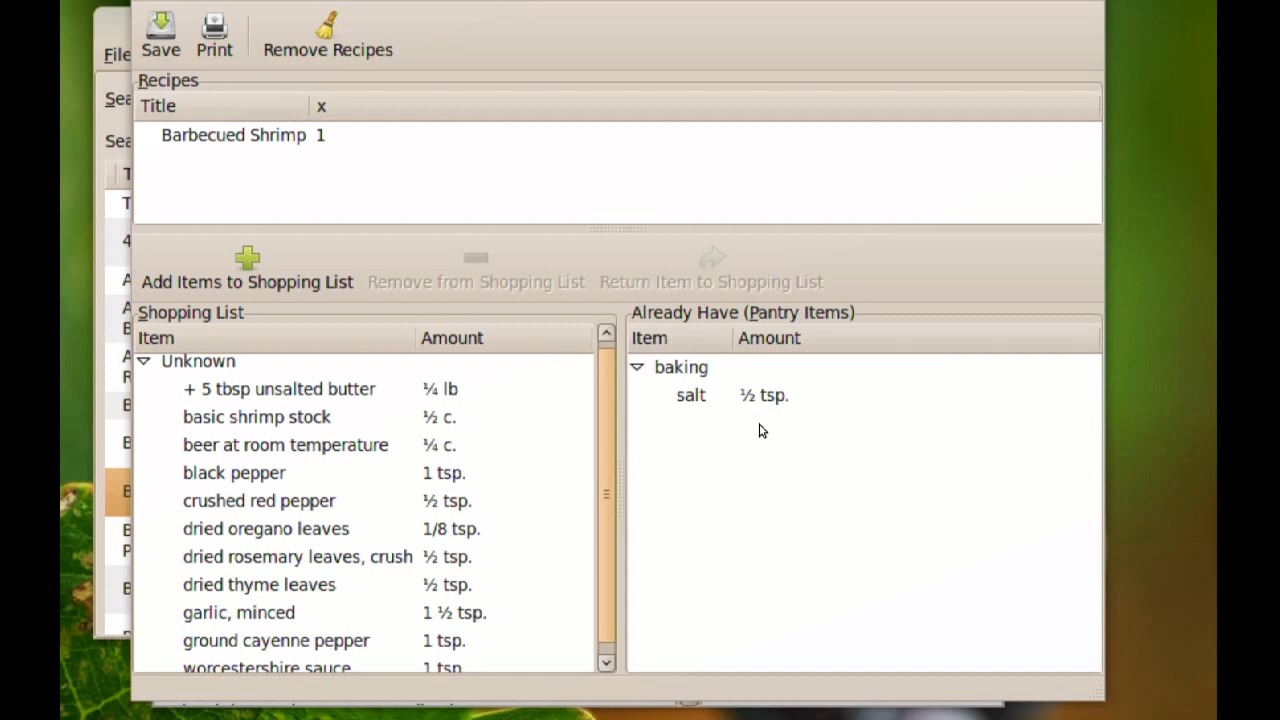 File
Save Print Remove Recipes
Recipes
Title x
Barbecued Shrimp 1
Add Items to Shopping List Remove from Shopping List Return Item to Shopping List
Shopping List
Item Amount
Unknown
+ 5 tbsp unsalted butter ¼ lb
basic shrimp stock ½ c.
beer at room temperature ¼ c.
black pepper 1 tsp.
crushed red pepper ½ tsp.
dried oregano leaves 1/8 tsp.
dried rosemary leaves, crush ½ tsp.
dried thyme leaves ½ tsp.
garlic, minced 1 ½ tsp.
ground cayenne pepper 1 tsp.
worcestershire sauce 1 tsp
Already Have (Pantry Items)
Item Amount
baking
salt ½ tsp.